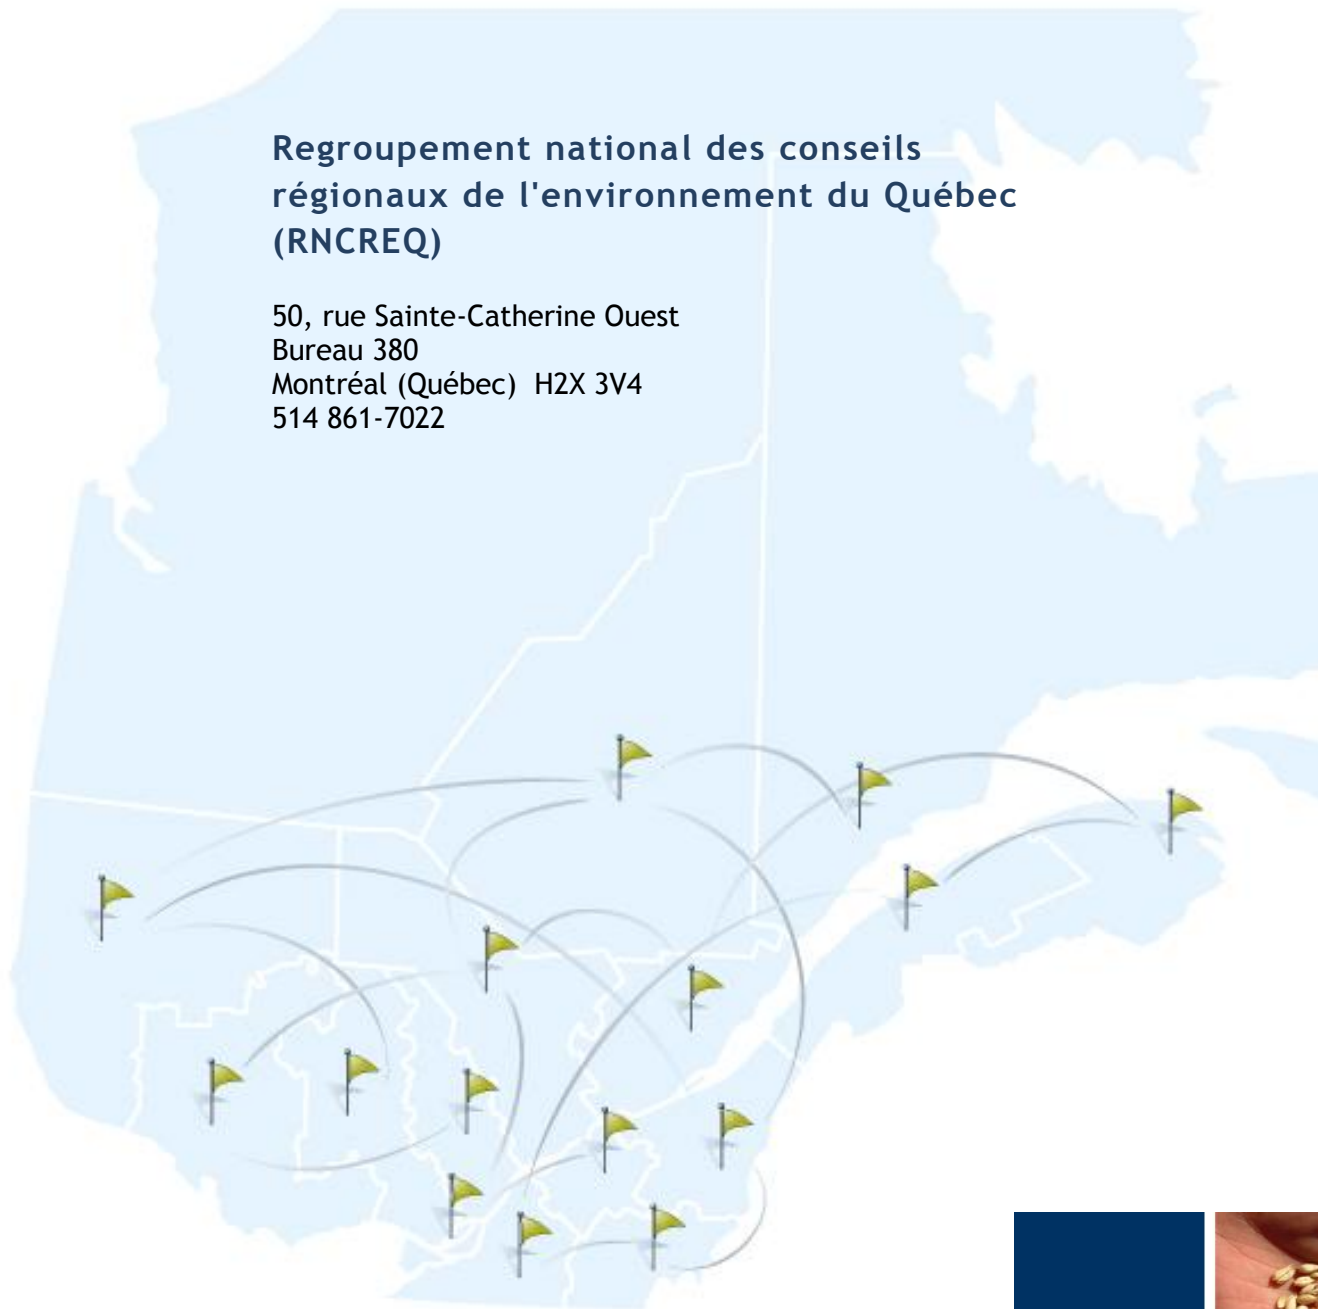 Regroupement national des conseils
régionaux de l'environnement du Québec
(RNCREQ)
50, rue Sainte-Catherine Ouest
Bureau 380
Montréal (Québec)  H2X 3V4
514 861-7022